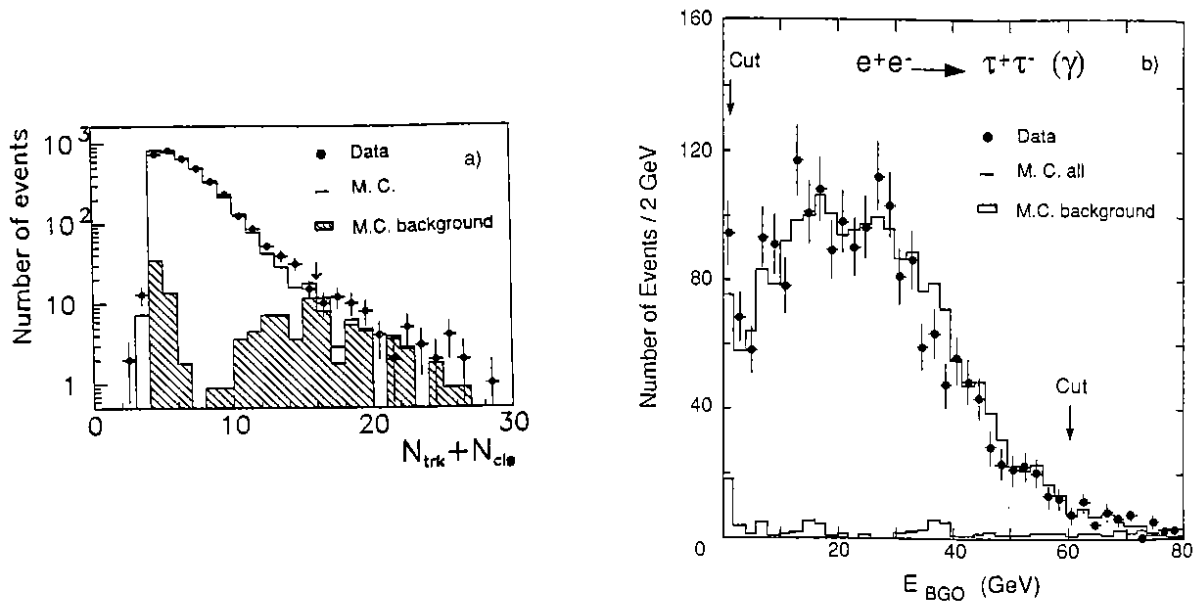 Number of events
10³
10²
10
1
Data
a)
M. C.
M.C. background
0
10
20
30
N_trk + N_cls
Number of Events / 2 GeV
160
120
80
40
0
Cut
e+e- → τ+τ- (γ)
b)
Data
M. C. all
M.C. background
Cut
20
40
60
80
E_BGO (GeV)